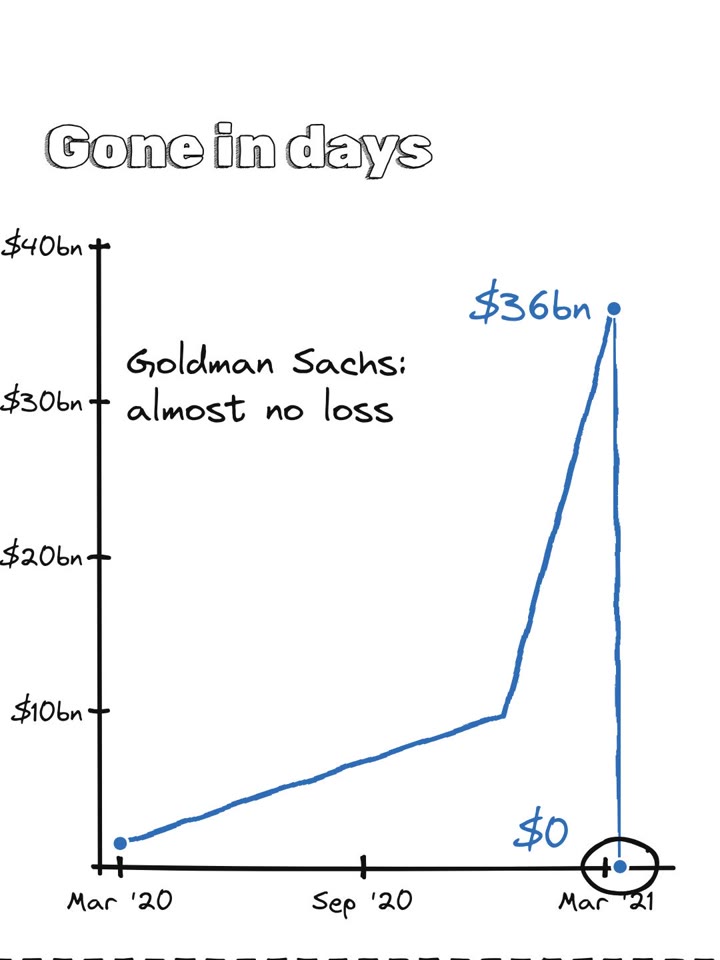 Gone in days
$40bn
$36bn
Goldman Sachs:
almost no loss
$30bn
$20bn
$10bn
$0
Mar '20
Sep '20
Mar '21